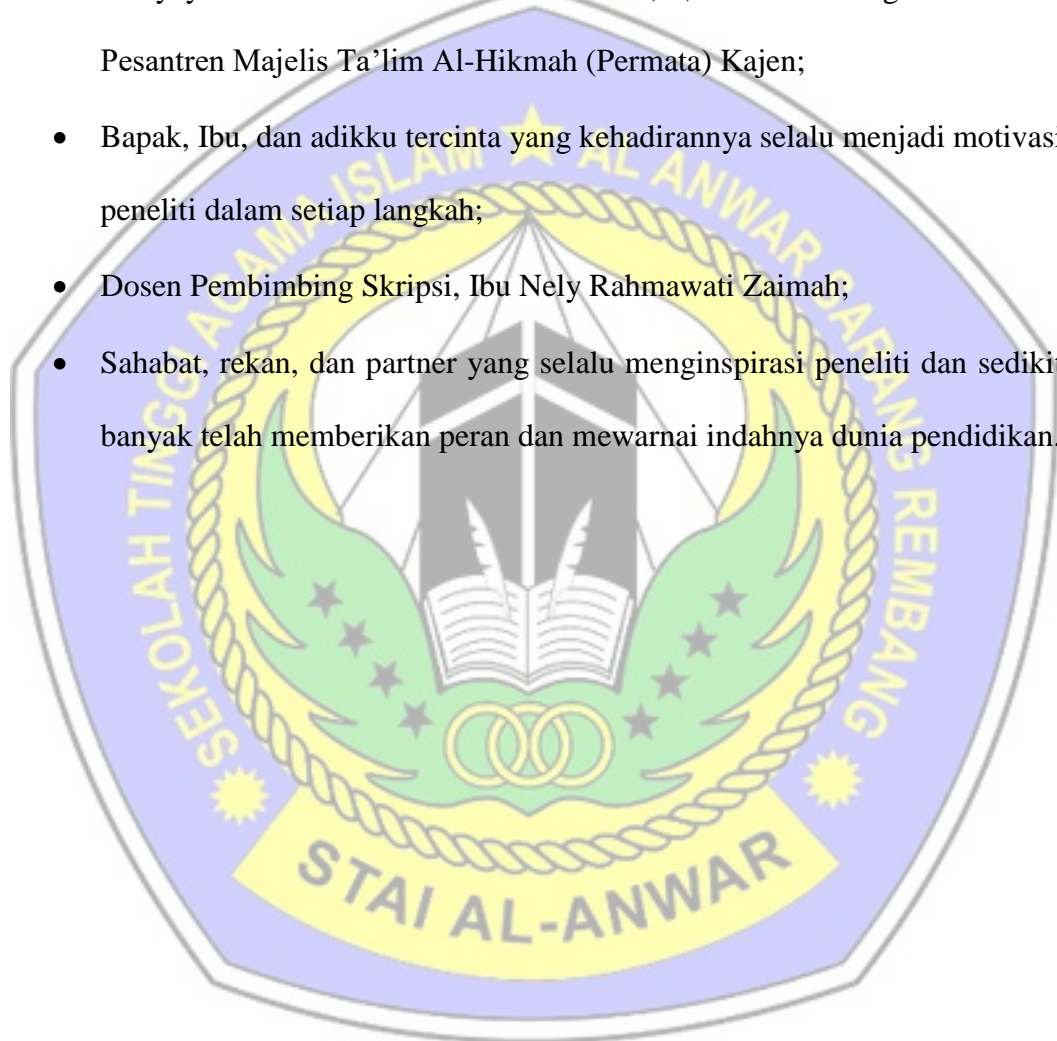 Pesantren Majelis Ta’lim Al-Hikmah (Permata) Kajen;
• Bapak, Ibu, dan adikku tercinta yang kehadirannya selalu menjadi motivasi
peneliti dalam setiap langkah;
• Dosen Pembimbing Skripsi, Ibu Nely Rahmawati Zaimah;
• Sahabat, rekan, dan partner yang selalu menginspirasi peneliti dan sedikit
banyak telah memberikan peran dan mewarnai indahnya dunia pendidikan.
SEKOLAH TINGGI AGAMA ISLAM AL ANWAR SARANG REMBANG
STAI AL-ANWAR